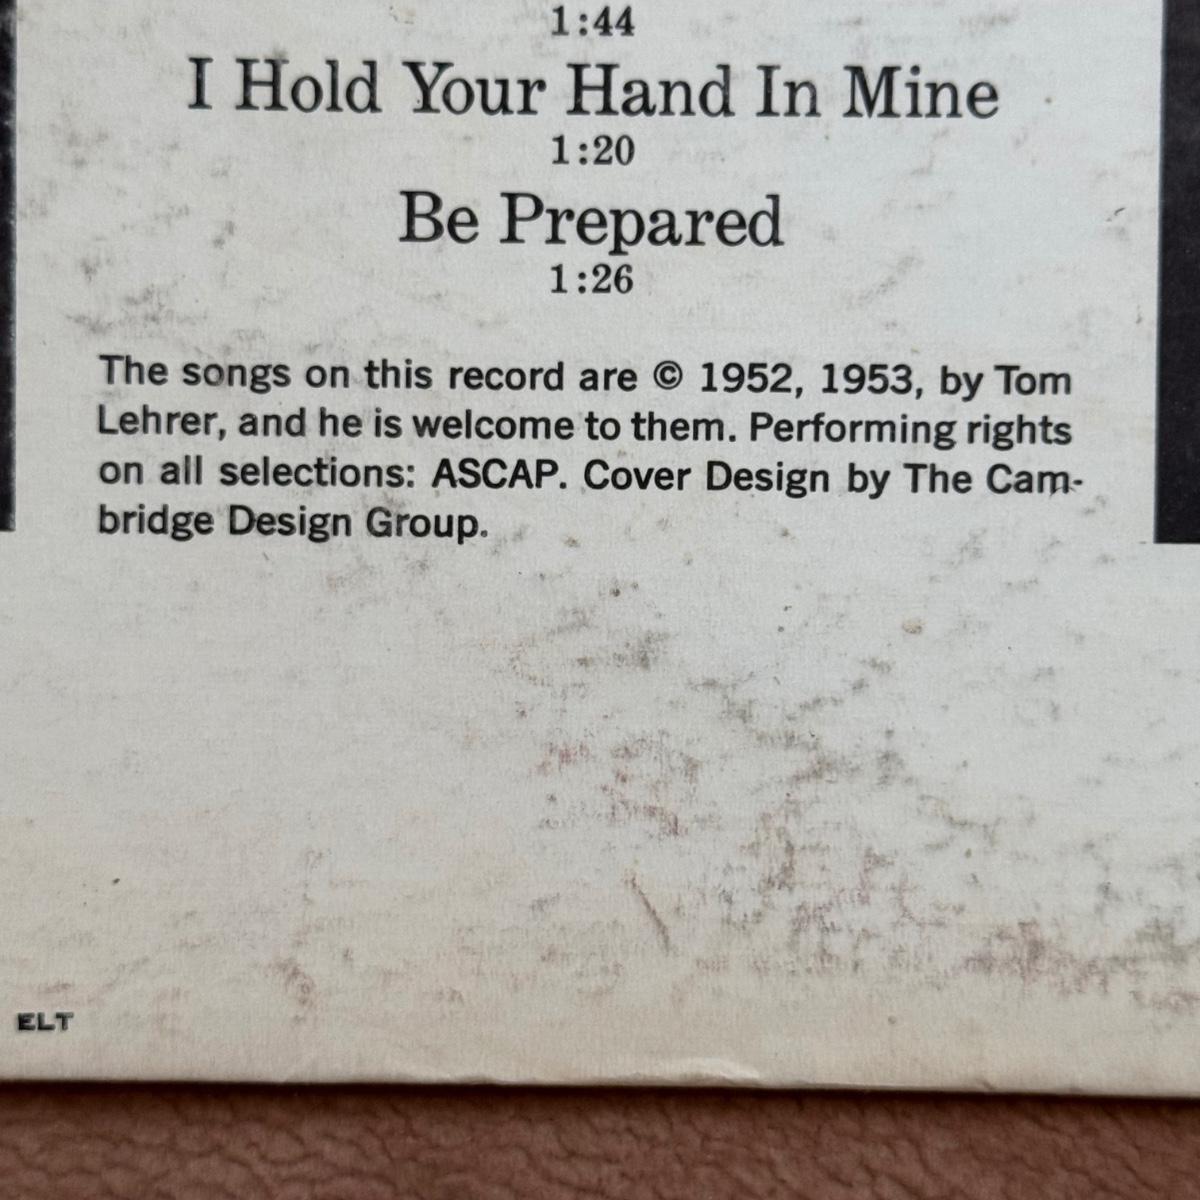 1:44
I Hold Your Hand In Mine
1:20
Be Prepared
1:26
The songs on this record are © 1952, 1953, by Tom
Lehrer, and he is welcome to them. Performing rights
on all selections: ASCAP. Cover Design by The Cam-
bridge Design Group.
ELT